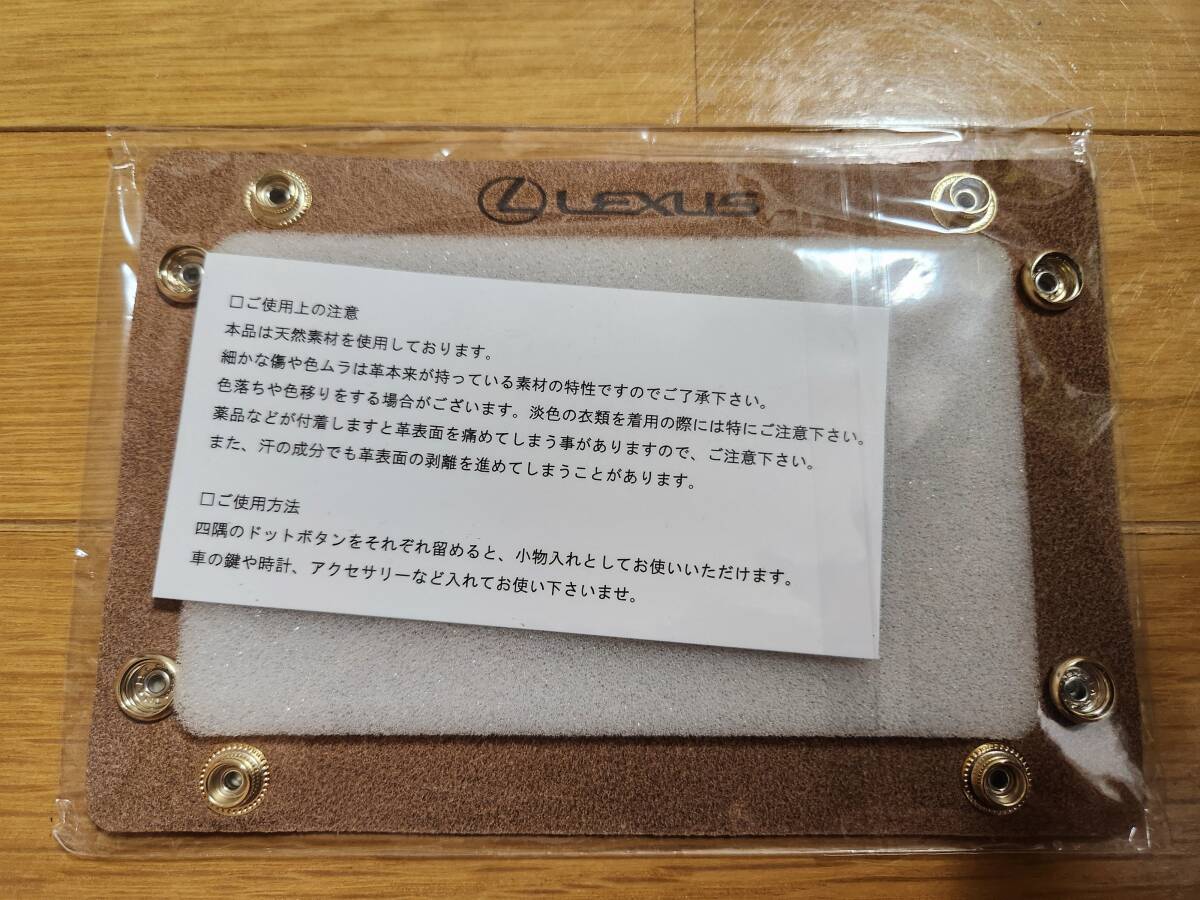 LEXUS
□ご使用上の注意
本品は天然素材を使用しております。
細かな傷や色ムラは革本来が持っている素材の特性ですのでご了承下さい。
色落ちや色移りをする場合がございます。淡色の衣類を着用の際には特にご注意下さい。
薬品などが付着しますと革表面を痛めてしまう事がありますので、ご注意下さい。
また、汗の成分でも革表面の剥離を進めてしまうことがあります。
□ご使用方法
四隅のドットボタンをそれぞれ留めると、小物入れとしてお使いいただけます。
車の鍵や時計、アクセサリーなど入れてお使い下さいませ。